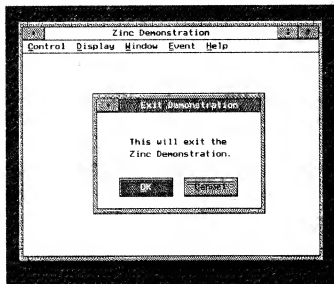 Zinc Demonstration
Control Display Window Event Help
Exit Demonstration
This will exit the
Zinc Demonstration.
OK Cancel